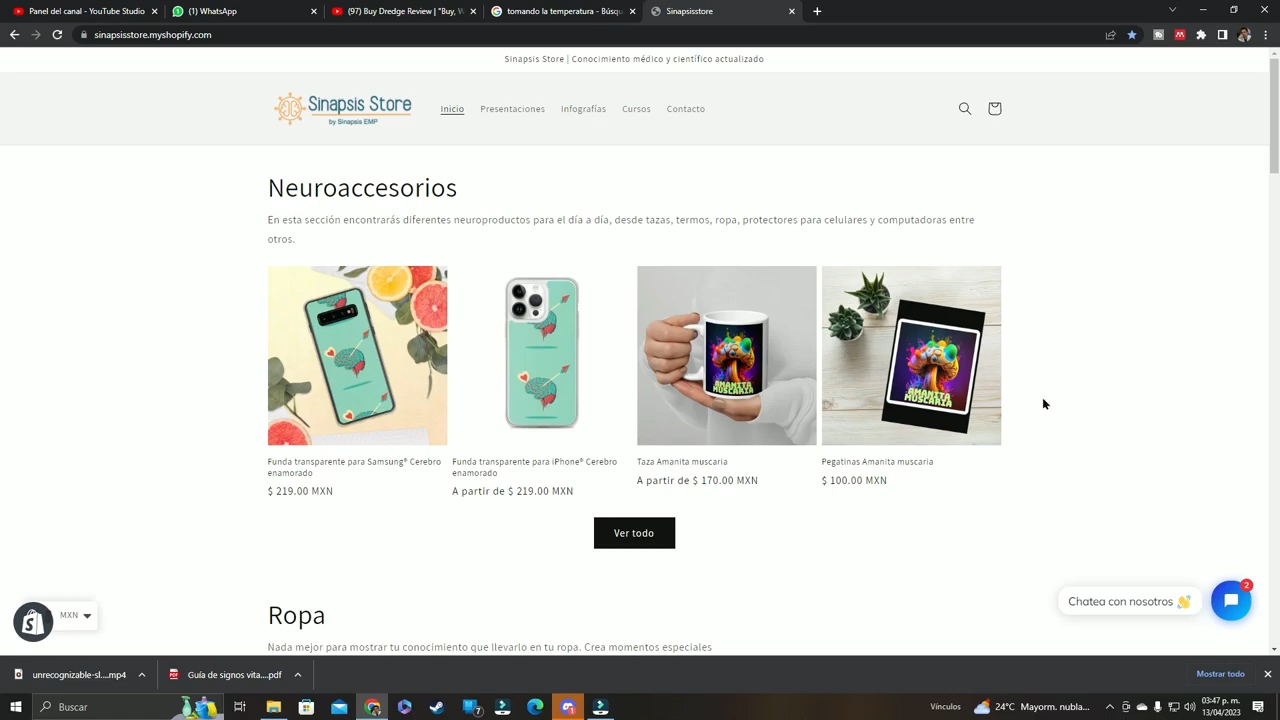 Panel del canal - YouTube Studio
(1) WhatsApp
(97) Buy Dredge Cerebro Review | "Buy, W
tomando la temperatura - Búsqu
Sinapsistore
sinapsisstore.myshopify.com
Sinapsis Store | Conocimiento médico y científico actualizado
Sinapsis Store
by Sinapsis EMP
Inicio
Presentaciones
Infografías
Cursos
Contacto
Neuroaccesorios
En esta sección encontrarás diferentes neuroproductos para el día a día, desde tazas, termos, ropa, protectores para celulares y computadoras entre
otros.
AMANITA
MUSCARIA
AMANITA
MUSCARIA
Funda transparente para Samsung® Cerebro
enamorado
$ 219.00 MXN
Funda transparente para iPhone® Cerebro
enamorado
A partir de $ 219.00 MXN
Taza Amanita muscaria
A partir de $ 170.00 MXN
Pegatinas Amanita muscaria
$ 100.00 MXN
Ver todo
Ropa
Nada mejor para mostrar tu conocimiento que llevarlo en tu ropa. Crea momentos especiales
MXN
Chatea con nosotros
2
unrecognizable-sl....mp4
Guía de signos vita....pdf
Mostrar todo
Buscar
7
1
Vínculos
24°C Mayorm. nubla...
03:47 p. m.
13/04/2023